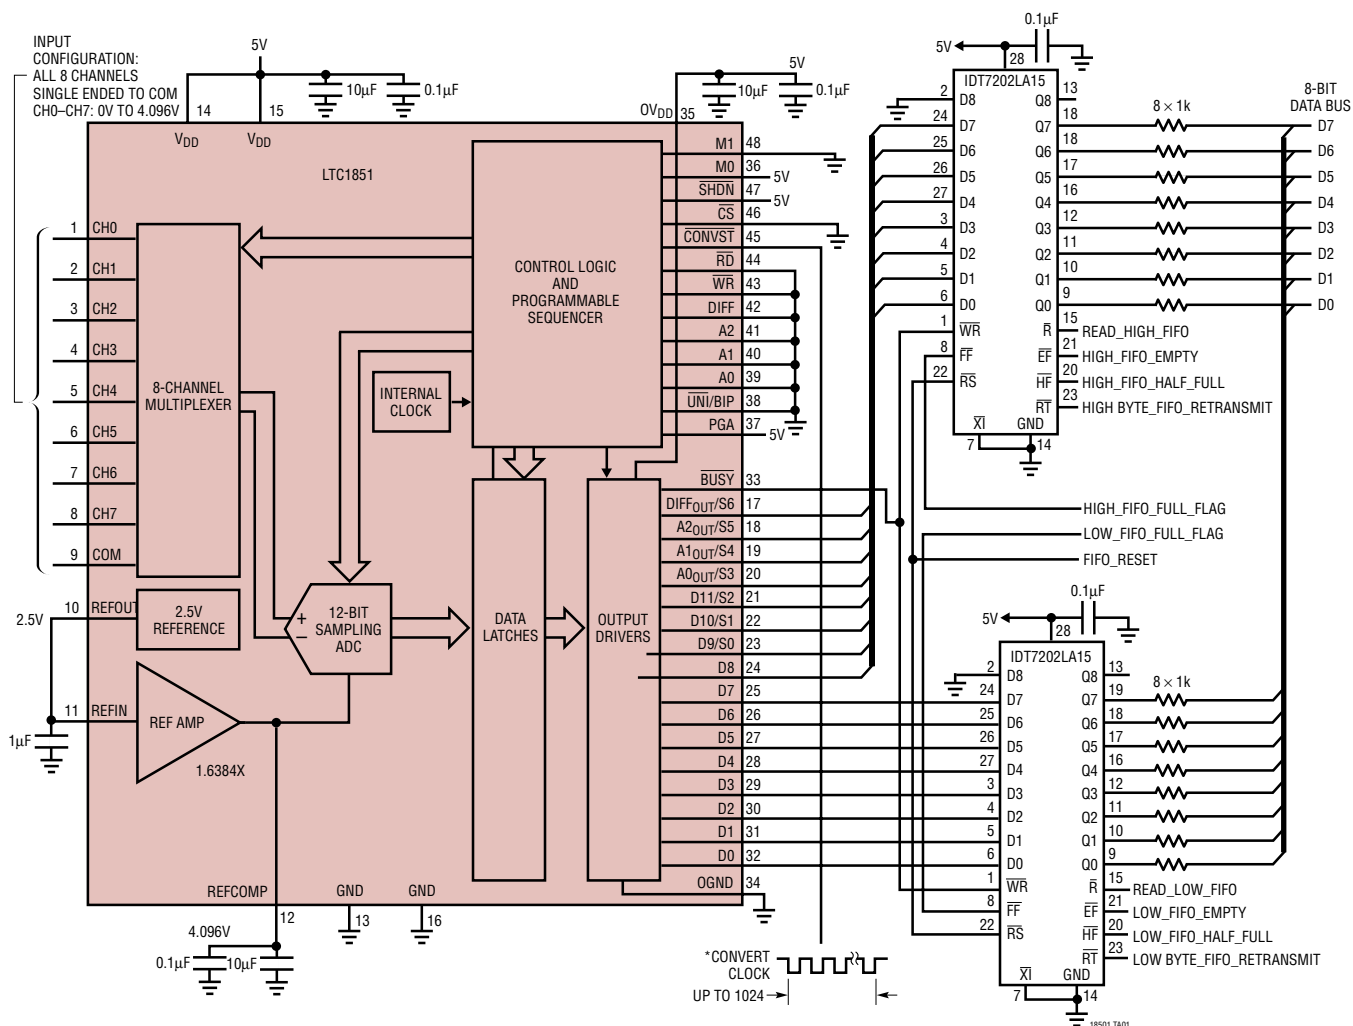 INPUT
CONFIGURATION:
ALL 8 CHANNELS
SINGLE ENDED TO COM
CH0–CH7: 0V TO 4.096V
5V
10µF
0.1µF
14
15
VDD
VDD
5V
10µF
0.1µF
OVDD
35
LTC1851
CONTROL LOGIC
AND
PROGRAMMABLE
SEQUENCER
INTERNAL
CLOCK
8-CHANNEL
MULTIPLEXER
1
CH0
2
CH1
3
CH2
4
CH3
5
CH4
6
CH5
7
CH6
8
CH7
9
COM
10
REFOUT
2.5V
2.5V
REFERENCE
11
REFIN
1µF
REF AMP
1.6384X
12-BIT
SAMPLING
ADC
+
–
DATA
LATCHES
OUTPUT
DRIVERS
REFCOMP
12
4.096V
0.1µF
10µF
GND
13
GND
16
M1 48
M0 36
5V
SHDN 47
5V
CS 46
CONVST 45
RD 44
WR 43
DIFF 42
A2 41
A1 40
A0 39
UNI/BIP 38
PGA 37
5V
BUSY 33
DIFFOUT/S6 17
A2OUT/S5 18
A1OUT/S4 19
A0OUT/S3 20
D11/S2 21
D10/S1 22
D9/S0 23
D8 24
D7 25
D6 26
D5 27
D4 28
D3 29
D2 30
D1 31
D0 32
OGND 34
*CONVERT
CLOCK
UP TO 1024
0.1µF
5V
28
IDT7202LA15
2 D8
24 D7
25 D6
26 D5
27 D4
3 D3
4 D2
5 D1
6 D0
1 WR
8 FF
22 RS
Q8 13
Q7 18
Q6 18
Q5 17
Q4 16
Q3 12
Q2 11
Q1 10
Q0 9
R 15 READ_HIGH_FIFO
EF 21 HIGH_FIFO_EMPTY
HF 20 HIGH_FIFO_HALF_FULL
RT 23 HIGH BYTE_FIFO_RETRANSMIT
XI
GND
7
14
8 × 1k
8-BIT
DATA BUS
D7
D6
D5
D4
D3
D2
D1
D0
HIGH_FIFO_FULL_FLAG
LOW_FIFO_FULL_FLAG
FIFO_RESET
0.1µF
5V
28
IDT7202LA15
2 D8
24 D7
25 D6
26 D5
27 D4
3 D3
4 D2
5 D1
6 D0
1 WR
8 FF
22 RS
Q8 13
Q7 19
Q6 18
Q5 17
Q4 16
Q3 12
Q2 11
Q1 10
Q0 9
R 15 READ_LOW_FIFO
EF 21 LOW_FIFO_EMPTY
HF 20 LOW_FIFO_HALF_FULL
RT 23 LOW BYTE_FIFO_RETRANSMIT
8 × 1k
XI
GND
7
14
18501 TA01